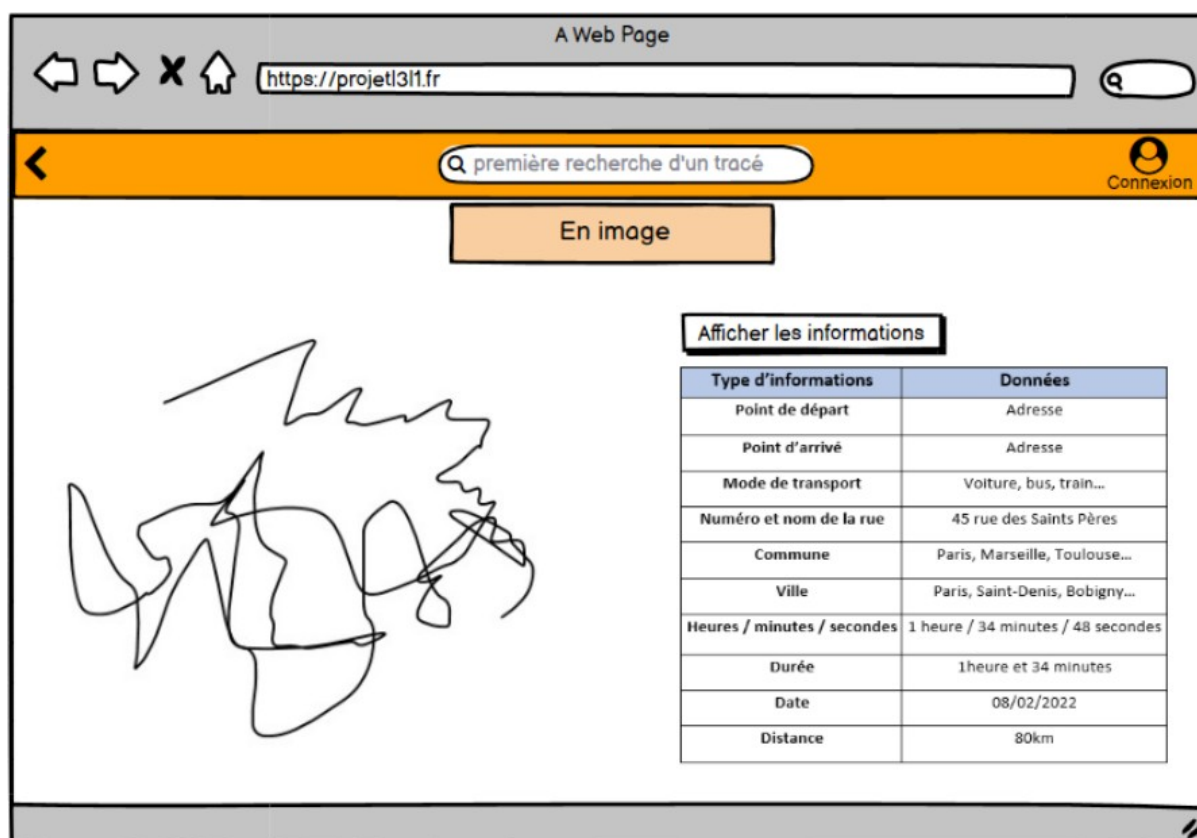 A Web Page
https://projetl3l1.fr
première recherche d'un tracé
Connexion
En image
Afficher les informations
Type d'informations Données
Point de départ Adresse
Point d'arrivé Adresse
Mode de transport Voiture, bus, train...
Numéro et nom de la rue 45 rue des Saints Pères
Commune Paris, Marseille, Toulouse...
Ville Paris, Saint-Denis, Bobigny...
Heures / minutes / secondes 1 heure / 34 minutes / 48 secondes
Durée 1heure et 34 minutes
Date 08/02/2022
Distance 80km